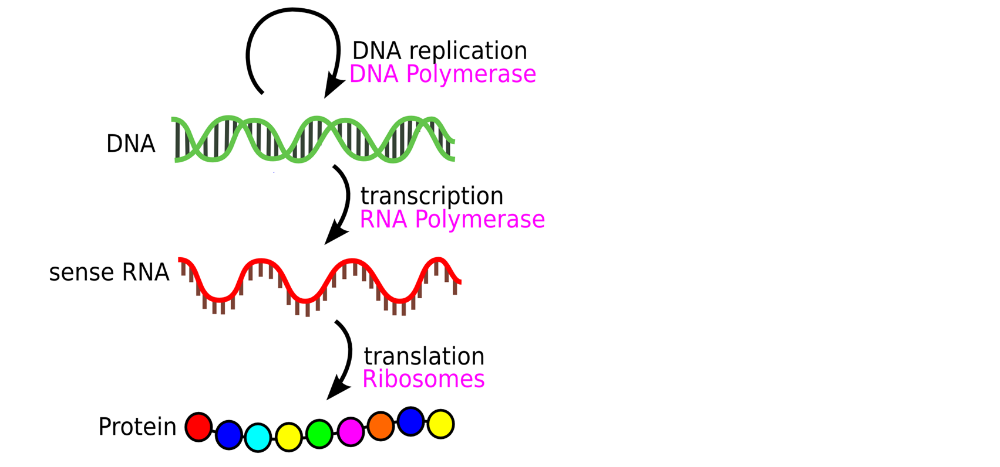 DNA replication
DNA Polymerase
DNA
transcription
RNA Polymerase
sense RNA
translation
Ribosomes
Protein